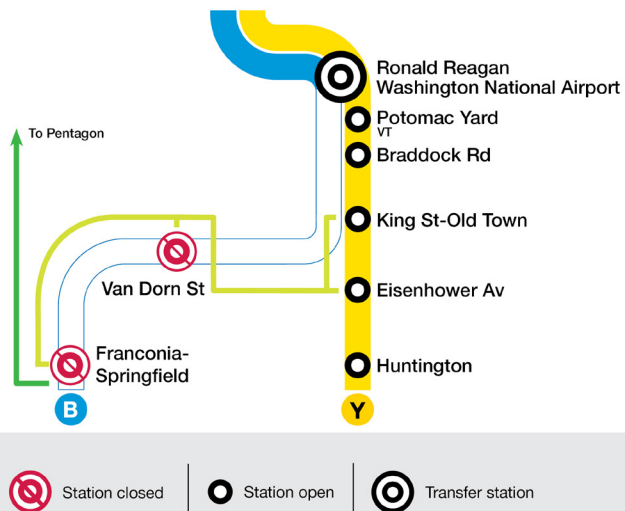 Ronald Reagan
Washington National Airport
Potomac Yard
VT
Braddock Rd
To Pentagon
King St-Old Town
Van Dorn St
Eisenhower Av
Franconia-
Springfield
Huntington
B
Y
Station closed
Station open
Transfer station